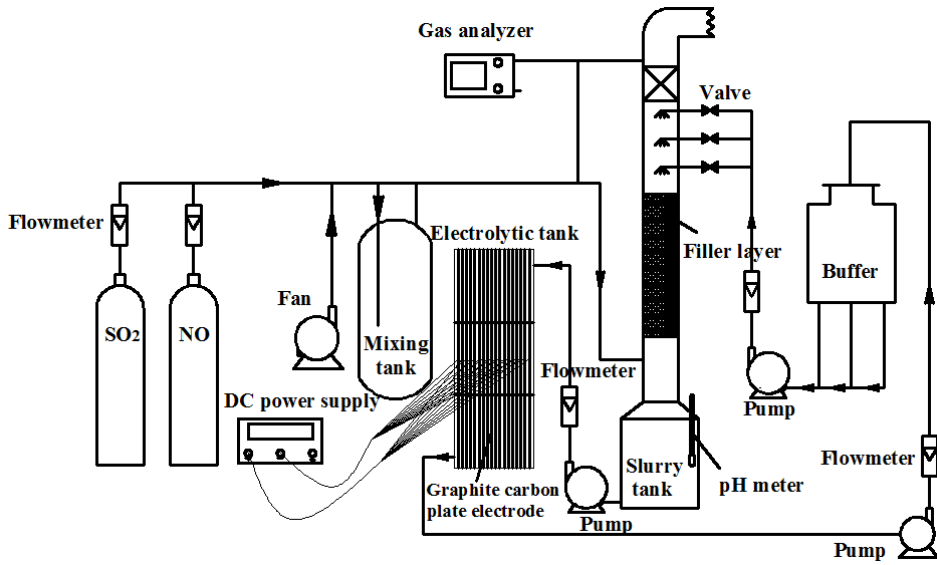 Gas analyzer
Valve
Flowmeter
Electrolytic tank
Filler layer
Buffer
Fan
SO2
NO
Mixing
tank
Flowmeter
DC power supply
Pump
Flowmeter
Slurry
tank
pH meter
Graphite carbon
plate electrode
Pump
Pump